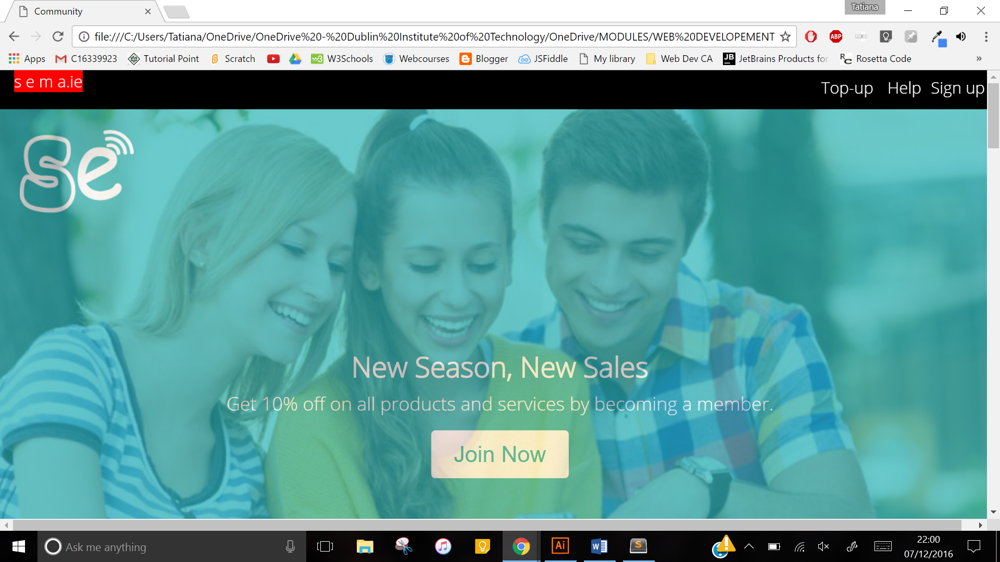 Community
Tatiana
file:///C:/Users/Tatiana/OneDrive/OneDrive%20-%20Dublin%20Institute%20of%20Technology/OneDrive/MODULES/WEB%20DEVELOPEMENT
Apps C16339923 Tutorial Point Scratch W3Schools Webcourses Blogger JSFiddle My library Web Dev CA JetBrains Products for Rosetta Code »
s e m a.ie
Top-up Help Sign up
Se
New Season, New Sales
Get 10% off on all products and services by becoming a member.
Join Now
Ask me anything
22:00
07/12/2016